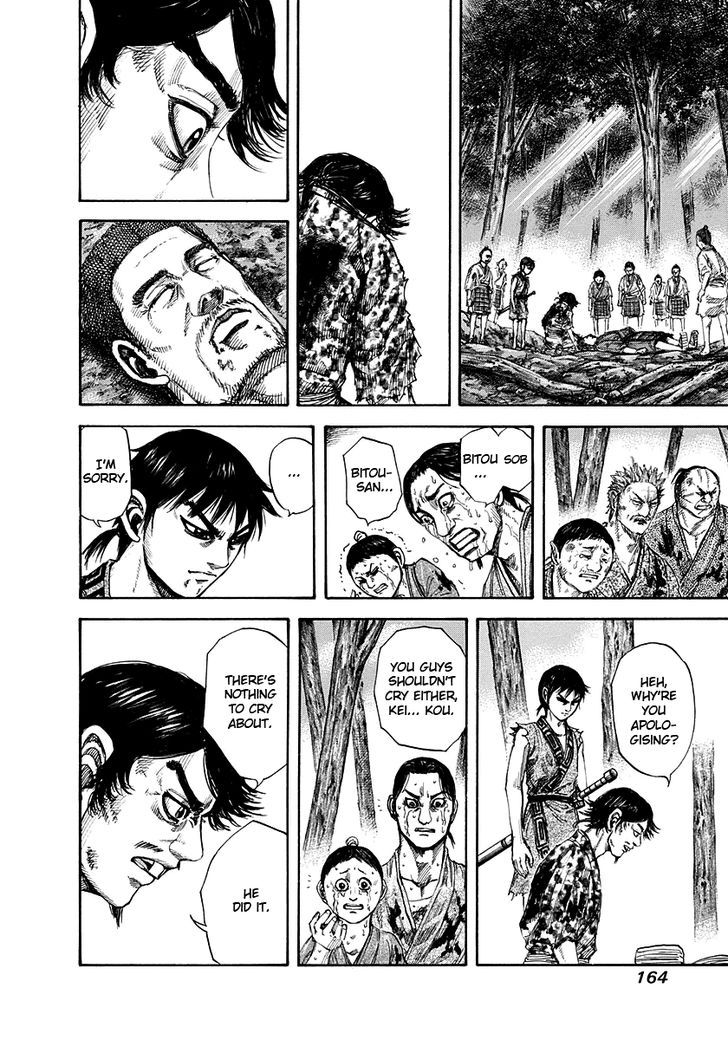 BITOU SOB
...
BITOU-
SAN...
...
I'M
SORRY.
HEH,
WHY'RE
YOU
APOLO-
GISING?
YOU GUYS
SHOULDN'T
CRY EITHER,
KEI... KOU.
THERE'S
NOTHING
TO CRY
ABOUT.
HE
DID IT.
164